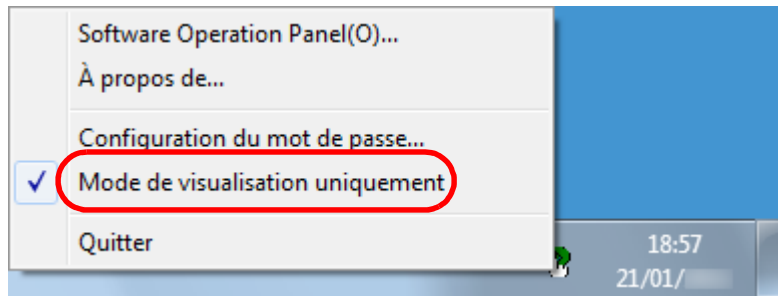 Software Operation Panel(O)...
À propos de...
Configuration du mot de passe...
Mode de visualisation uniquement
Quitter
18:57
21/01/